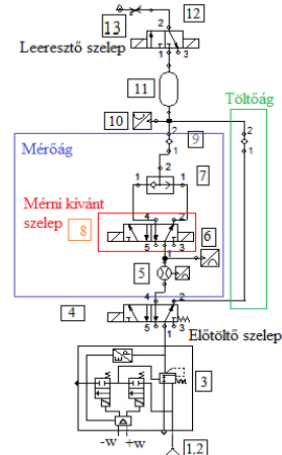 12
13
2
Leeresztő szelep
1 3
11
10
Töltőág
2
9
2
1
1
Mérőág
2
7
1 1
Mérni kívánt
szelep
4 2
8
6
5 3
1
5
4 2
4
5 3
1
Előtöltő szelep
E
P
3
-w +w
1,2